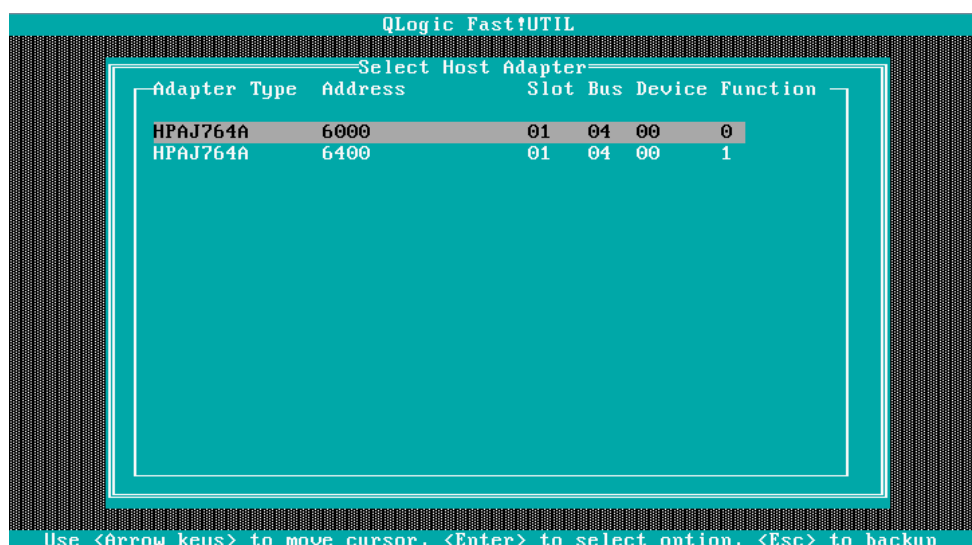 QLogic Fast!UTIL
Select Host Adapter
Adapter Type Address Slot Bus Device Function
HPAJ764A 6000 01 04 00 0
HPAJ764A 6400 01 04 00 1
Use <Arrow keys> to move cursor, <Enter> to select option, <Esc> to backup